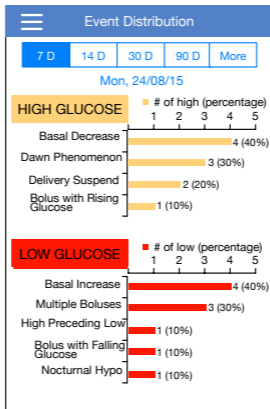 Event Distribution
7 D 14 D 30 D 90 D More
Mon, 24/08/15
HIGH GLUCOSE
# of high (percentage)
1 2 3 4 5
Basal Decrease 4 (40%)
Dawn Phenomenon 3 (30%)
Delivery Suspend 2 (20%)
Bolus with Rising
Glucose 1 (10%)
LOW GLUCOSE
# of low (percentage)
1 2 3 4 5
Basal Increase 4 (40%)
Multiple Boluses 3 (30%)
High Preceding Low 1 (10%)
Bolus with Falling
Glucose 1 (10%)
Nocturnal Hypo 1 (10%)